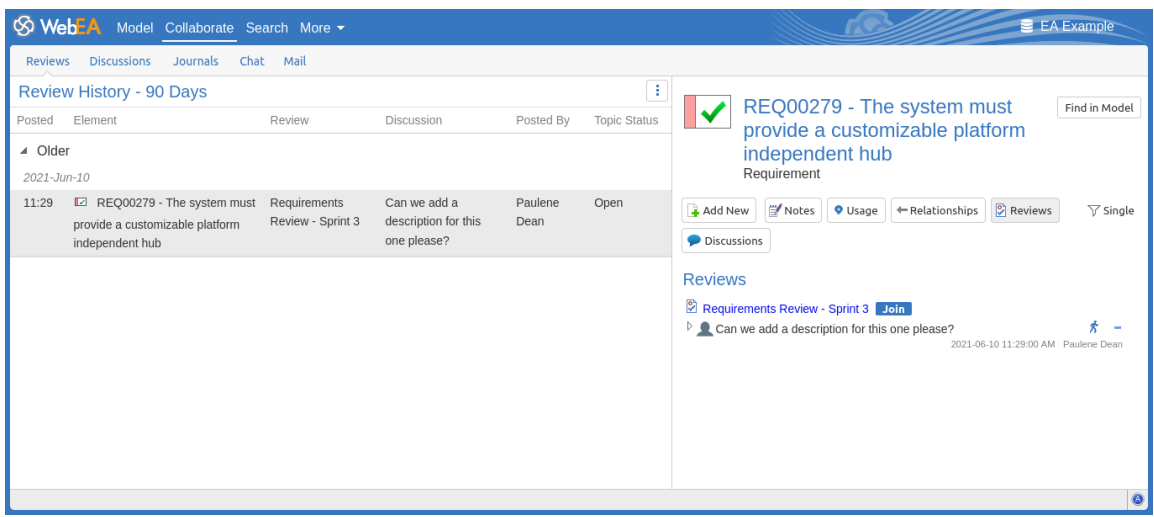 WebEA Model Collaborate Search More EA Example
Reviews Discussions Journals Chat Mail
Review History - 90 Days
Posted Element Review Discussion Posted By Topic Status
Older
2021-Jun-10
11:29 REQ00279 - The system must Requirements Can we add a Paulene Open
provide a customizable platform Review - Sprint 3 description for this Dean
independent hub one please?
REQ00279 - The system must Find in Model
provide a customizable platform
independent hub
Requirement
Add New Notes Usage Relationships Reviews Single
Discussions
Reviews
Requirements Review - Sprint 3 Join
Can we add a description for this one please?
2021-06-10 11:29:00 AM Paulene Dean
A